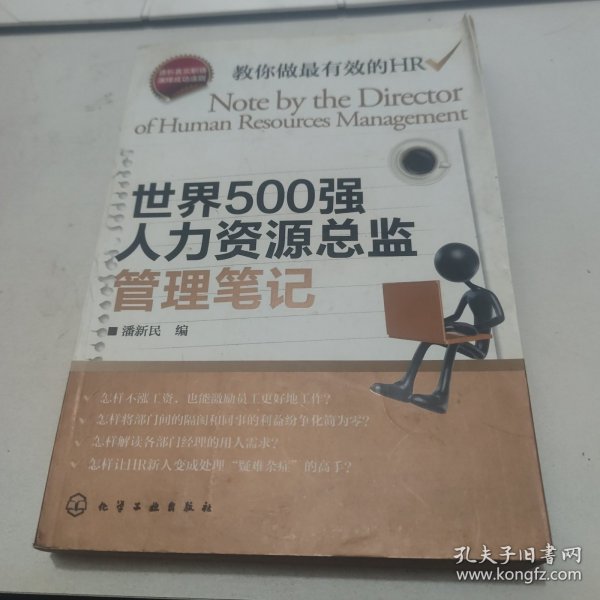 教你做最有效的HR
Note by the Director
of Human Resources Management
世界500强
人力资源总监
管理笔记
潘新民 编
怎样不涨工资，也能激励员工更好地工作？
怎样将部门间的隔阂和同事的利益纷争化简为零？
怎样解读各部门经理的用人需求？
怎样让HR新人变成处理“疑难杂症”的高手？
化学工业出版社
孔夫子旧书网
www.kongfz.com